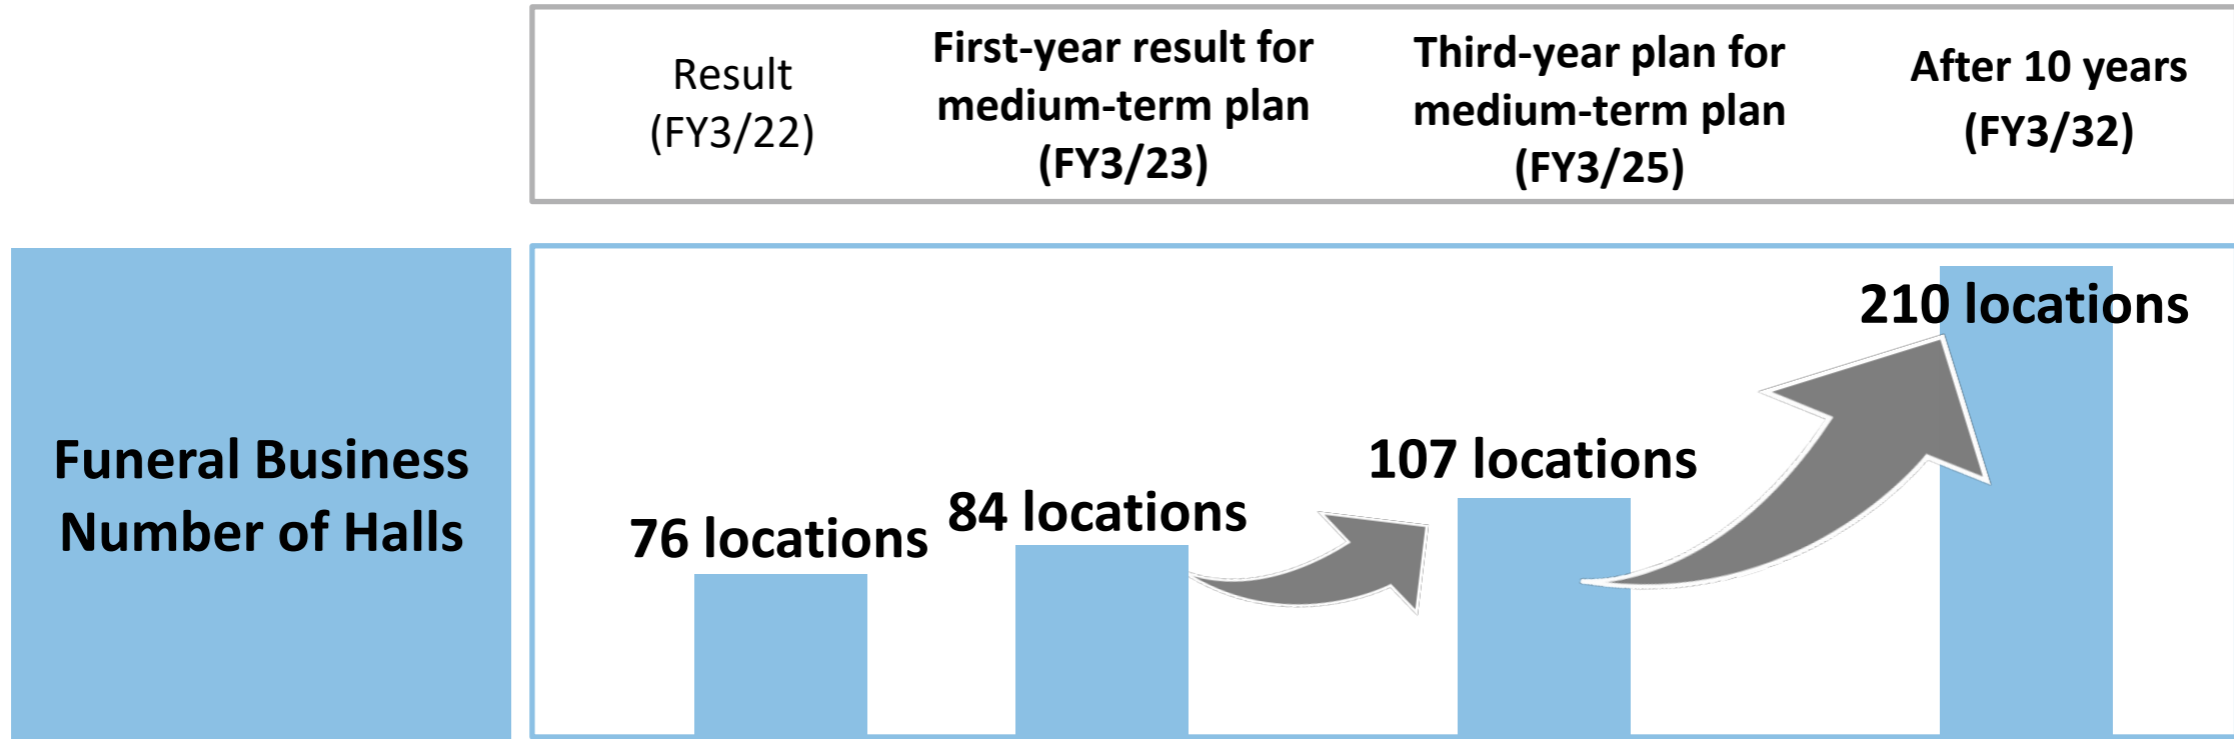 Result
(FY3/22)
First-year result for
medium-term plan
(FY3/23)
Third-year plan for
medium-term plan
(FY3/25)
After 10 years
(FY3/32)
Funeral Business
Number of Halls
76 locations
84 locations
107 locations
210 locations